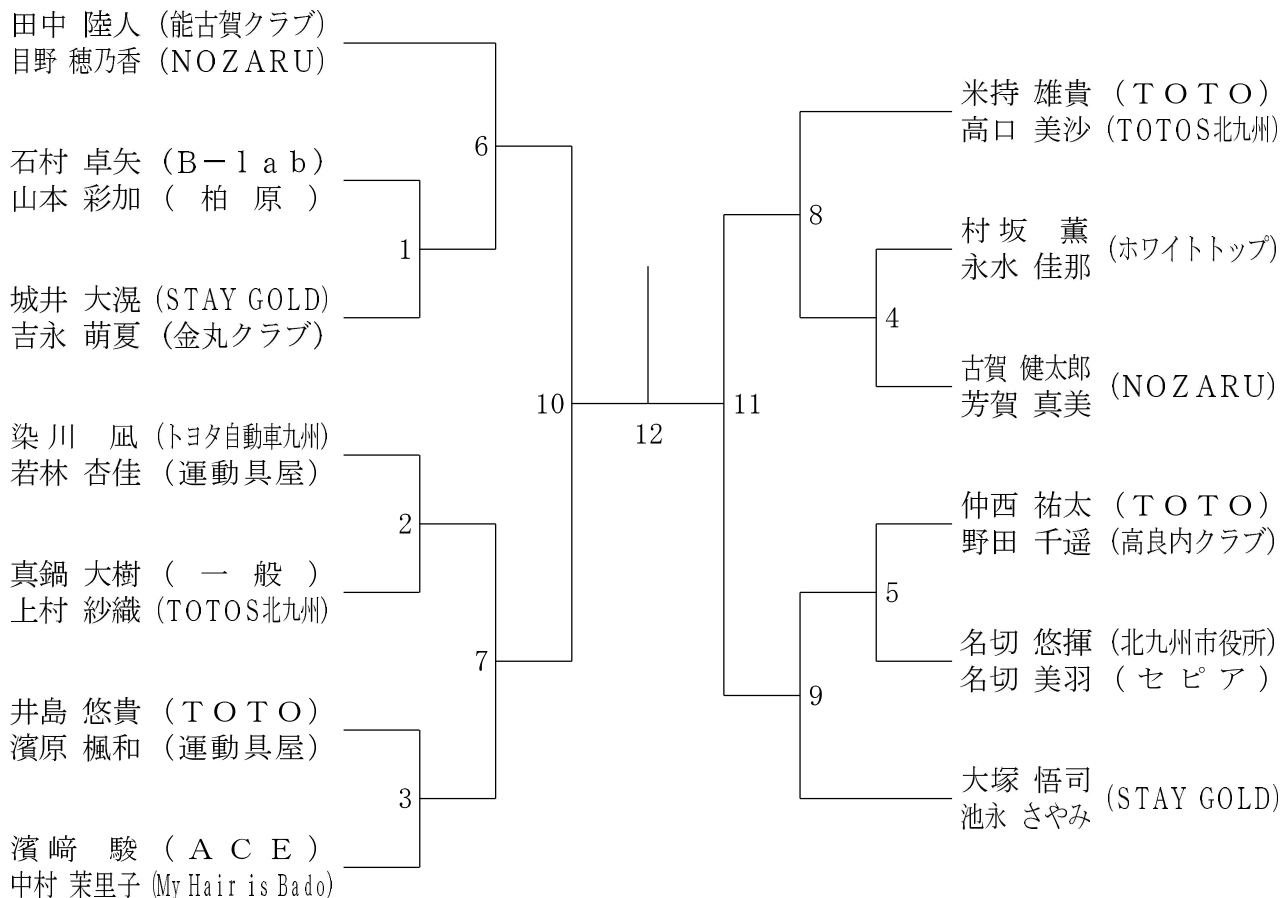 田中 陸人 (能古賀クラブ)
目野 穂乃香 (NOZARU)
石村 卓矢 (B－lab)
山本 彩加 (柏原)
城井 大滉 (STAY GOLD)
吉永 萌夏 (金丸クラブ)
染川 凪 (トヨタ自動車九州)
若林 杏佳 (運動具屋)
真鍋 大樹 (一般)
上村 紗織 (TOTOS北九州)
井島 悠貴 (TOTO)
濱原 楓和 (運動具屋)
濱﨑 駿 (ACE)
中村 茉里子 (My Hair is Bado)
6
1
2
7
3
10
12
11
8
4
5
9
米持 雄貴 (TOTO)
高口 美沙 (TOTOS北九州)
村坂 薫
永水 佳那
(ホワイトトップ)
古賀 健太郎
芳賀 真美
(NOZARU)
仲西 祐太 (TOTO)
野田 千遥 (高良内クラブ)
名切 悠揮 (北九州市役所)
名切 美羽 (セピア)
大塚 悟司
池永 さやみ
(STAY GOLD)